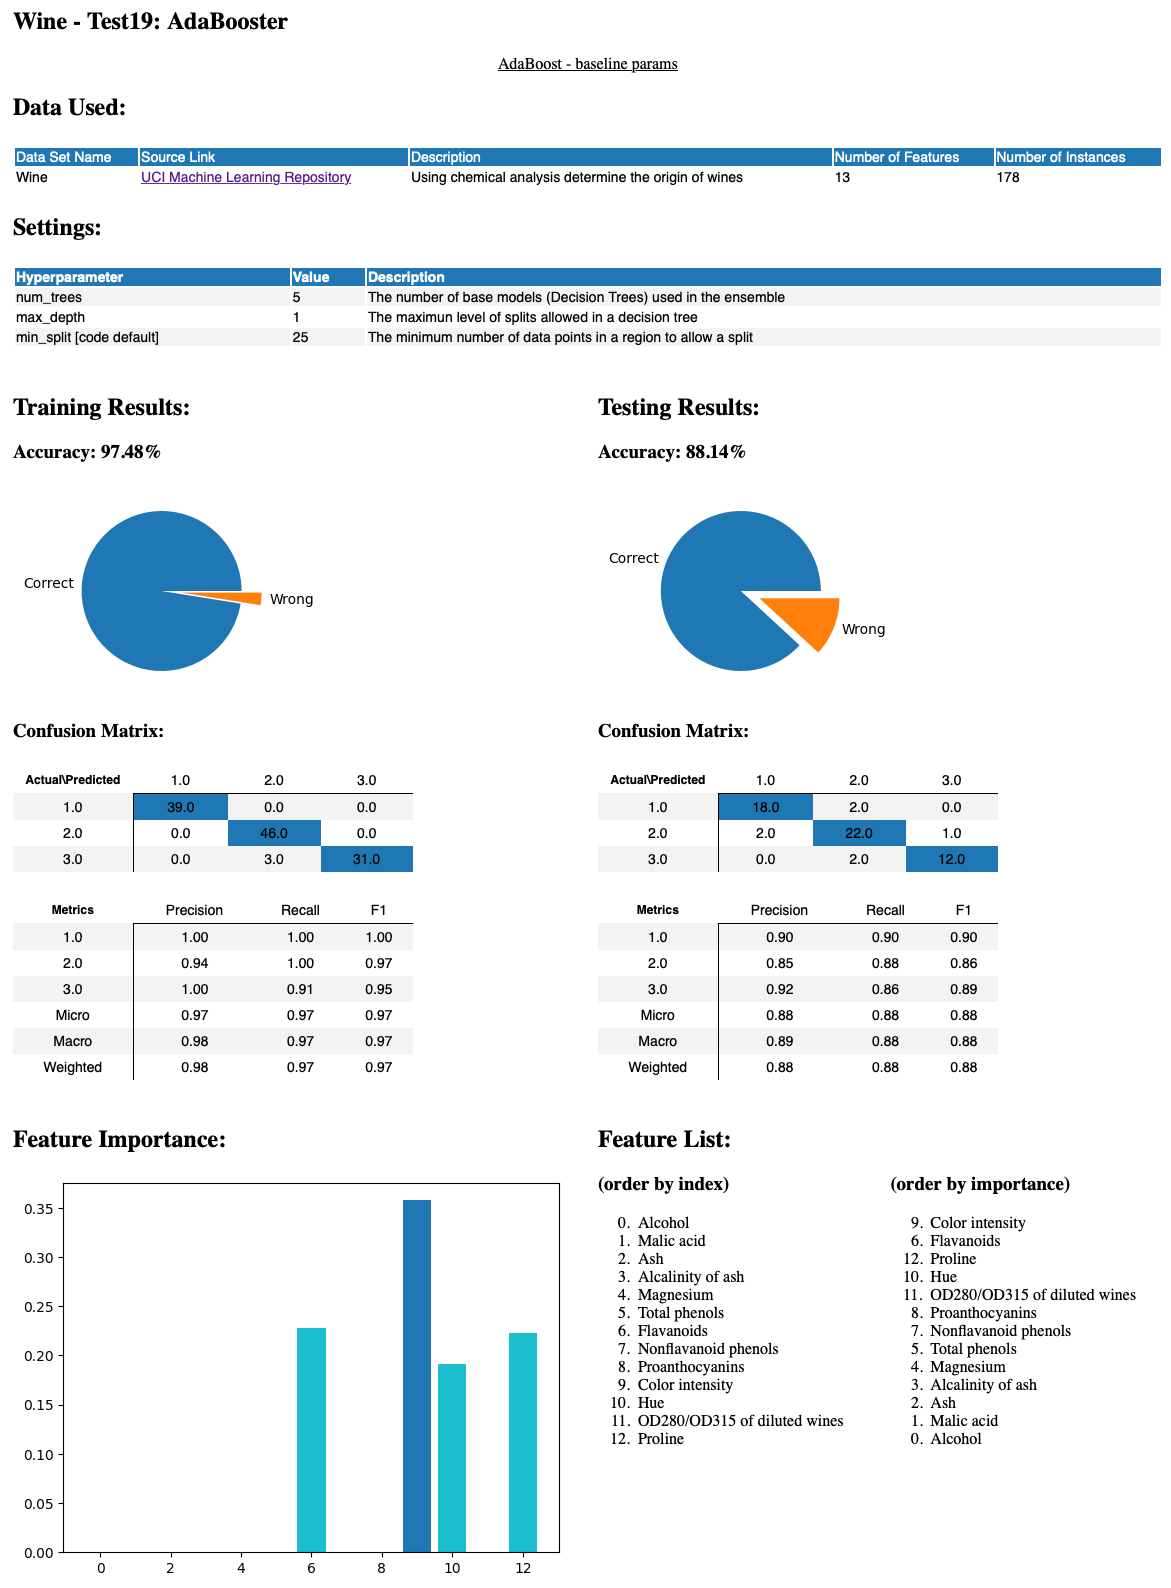 Wine - Test19: AdaBooster
AdaBoost - baseline params
Data Used:
Data Set Name Source Link Description Number of Features Number of Instances
Wine UCI Machine Learning Repository Using chemical analysis determine the origin of wines 13 178
Settings:
Hyperparameter Value Description
num_trees 5 The number of base models (Decision Trees) used in the ensemble
max_depth 1 The maximun level of splits allowed in a decision tree
min_split [code default] 25 The minimum number of data points in a region to allow a split
Training Results:
Accuracy: 97.48%
Correct
Wrong
Confusion Matrix:
Actual\Predicted 1.0 2.0 3.0
1.0 39.0 0.0 0.0
2.0 0.0 46.0 0.0
3.0 0.0 3.0 31.0
Metrics Precision Recall F1
1.0 1.00 1.00 1.00
2.0 0.94 1.00 0.97
3.0 1.00 0.91 0.95
Micro 0.97 0.97 0.97
Macro 0.98 0.97 0.97
Weighted 0.98 0.97 0.97
Testing Results:
Accuracy: 88.14%
Correct
Wrong
Confusion Matrix:
Actual\Predicted 1.0 2.0 3.0
1.0 18.0 2.0 0.0
2.0 2.0 22.0 1.0
3.0 0.0 2.0 12.0
Metrics Precision Recall F1
1.0 0.90 0.90 0.90
2.0 0.85 0.88 0.86
3.0 0.92 0.86 0.89
Micro 0.88 0.88 0.88
Macro 0.89 0.88 0.88
Weighted 0.88 0.88 0.88
Feature Importance:
0.35
0.30
0.25
0.20
0.15
0.10
0.05
0.00
0 2 4 6 8 10 12
Feature List:
(order by index)
0. Alcohol
1. Malic acid
2. Ash
3. Alcalinity of ash
4. Magnesium
5. Total phenols
6. Flavanoids
7. Nonflavanoid phenols
8. Proanthocyanins
9. Color intensity
10. Hue
11. OD280/OD315 of diluted wines
12. Proline
(order by importance)
9. Color intensity
6. Flavanoids
12. Proline
10. Hue
11. OD280/OD315 of diluted wines
8. Proanthocyanins
7. Nonflavanoid phenols
5. Total phenols
4. Magnesium
3. Alcalinity of ash
2. Ash
1. Malic acid
0. Alcohol